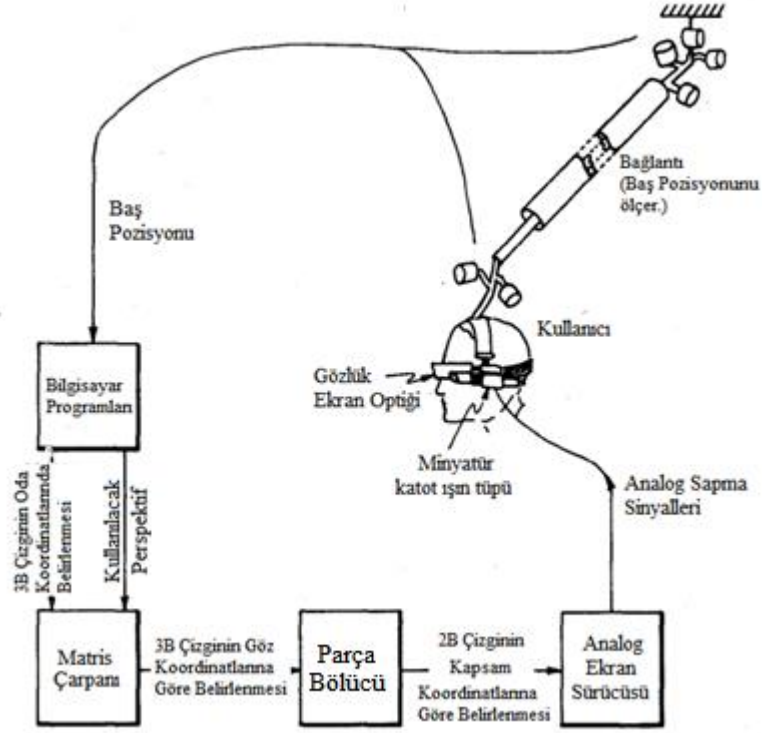 Bağlantı
(Baş Pozisyonunu
ölçer.)
Baş
Pozisyonu
Kullanıcı
Gözlük
Ekran Optiği
Bilgisayar
Programları
Minyatür
katot ışın tüpü
Analog Sapma
Sinyalleri
3B Çizginin Oda
Koordinatlarında
Belirlenmesi
Kullanılacak
Perspektif
Matris
Çarpanı
3B Çizginin Göz
Koordinatlarına
Göre Belirlenmesi
Parça
Bölücü
2B Çizginin
Kapsam
Koordinatlarına
Göre Belirlenmesi
Analog
Ekran
Sürücüsü